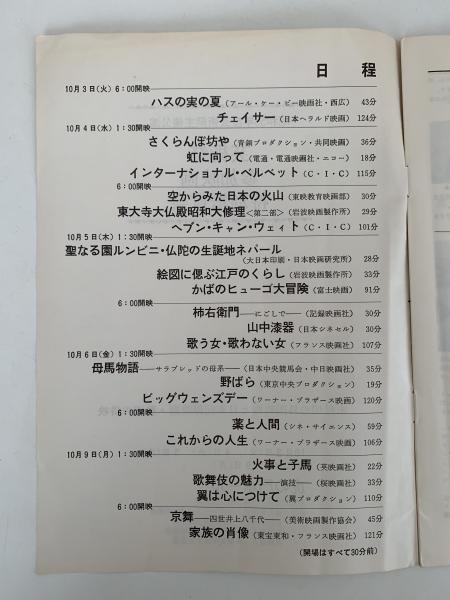 日程
10月3日(火) 6:00開映
ハスの実の夏(アール・ケー・ビー映画社・西広) 43分
チェイサー(日本ヘラルド映画) 124分
10月4日(水) 1:30開映
さくらんぼ坊や(青銅プロダクション・共同映画) 36分
虹に向って(電通・電通映画社・エコー) 18分
インターナショナル・ベルベット(C・I・C) 115分
6:00開映
空からみた日本の火山(東映教育映画部) 30分
東大寺大仏殿昭和大修理<第二部>(岩波映画製作所) 29分
ヘブン・キャン・ウェイト(C・I・C) 101分
10月5日(木) 1:30開映
聖なる園ルンビニ・仏陀の生誕地ネパール
(大日本印刷・日本映画研究所) 28分
絵図に偲ぶ江戸のくらし(岩波映画製作所) 33分
かばのヒューゴ大冒険(富士映画) 91分
6:00開映
柿右衛門——にごしで——(記録映画社) 30分
山中漆器(日本シネセル) 30分
歌う女・歌わない女(フランス映画社) 107分
10月6日(金) 1:30開映
母馬物語——サラブレッドの母系——(日本中央競馬会・中日映画社) 35分
野ばら(東京中央プロダクション) 19分
ビッグウェンズデー(ワーナー・ブラザース映画) 120分
6:00開映
薬と人間(シネ・サイエンス) 59分
これからの人生(ワーナー・ブラザース映画) 106分
10月9日(月) 1:30開映
火事と子馬(英映画社) 22分
歌舞伎の魅力——演技——(桜映画社) 33分
翼は心につけて(翼プロダクション) 110分
6:00開映
京舞——四世井上八千代——(美術映画製作協会) 45分
家族の肖像(東宝東和・フランス映画社) 121分
(開場はすべて30分前)